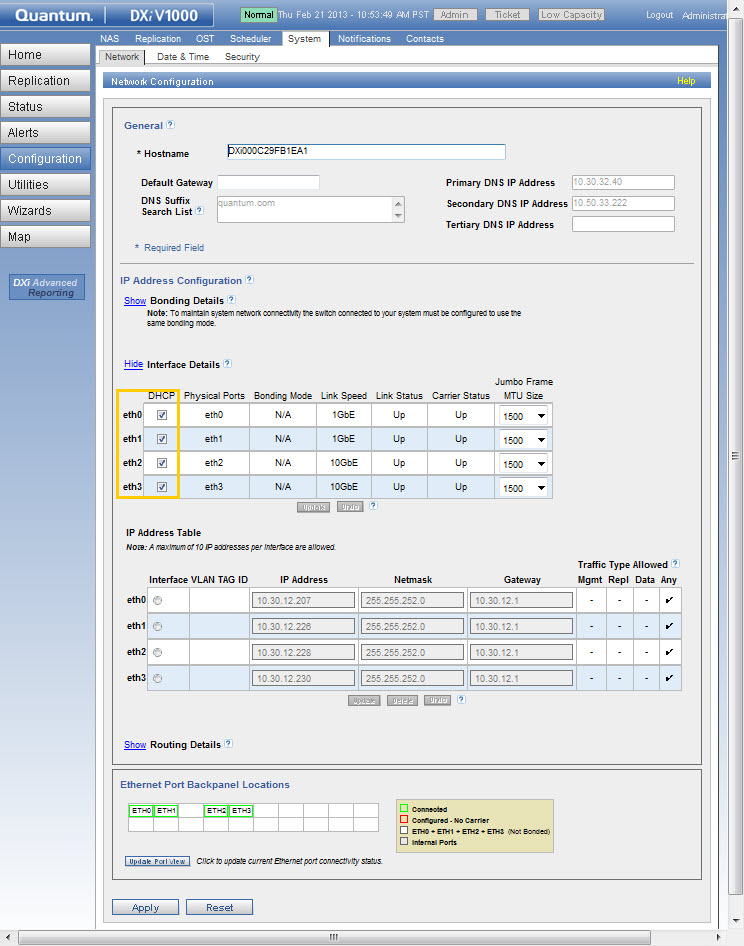 Quantum. DXi V1000 Normal Thu Feb 21 2013 - 10:53:49 AM PST Admin Ticket Low Capacity Logout Administra
NAS Replication OST Scheduler System Notifications Contacts
Network Date & Time Security
Home
Replication
Status
Alerts
Configuration
Utilities
Wizards
Map
DXi Advanced
Reporting
Network Configuration Help
General ?
* Hostname DXi000C29FB1EA1
Default Gateway Primary DNS IP Address 10.30.32.40
DNS Suffix quantum.com Secondary DNS IP Address 10.50.33.222
Search List ?
Tertiary DNS IP Address
* Required Field
IP Address Configuration ?
Show Bonding Details ?
Note: To maintain system network connectivity the switch connected to your system must be configured to use the
same bonding mode.
Hide Interface Details ?
Jumbo Frame
DHCP Physical Ports Bonding Mode Link Speed Link Status Carrier Status MTU Size
eth0 eth0 N/A 1GbE Up Up 1500
eth1 eth1 N/A 1GbE Up Up 1500
eth2 eth2 N/A 10GbE Up Up 1500
eth3 eth3 N/A 10GbE Up Up 1500
Update Undo ?
IP Address Table
Note: A maximum of 10 IP addresses per interface are allowed.
Traffic Type Allowed ?
Interface VLAN TAG ID IP Address Netmask Gateway Mgmt Repl Data Any
eth0 10.30.12.207 255.255.252.0 10.30.12.1 - - - ✔
eth1 10.30.12.226 255.255.252.0 10.30.12.1 - - - ✔
eth2 10.30.12.228 255.255.252.0 10.30.12.1 - - - ✔
eth3 10.30.12.230 255.255.252.0 10.30.12.1 - - - ✔
Update Delete Undo ?
Show Routing Details ?
Ethernet Port Backpanel Locations
ETH0 ETH1 ETH2 ETH3
Connected
Configured - No Carrier
ETH0 + ETH1 + ETH2 + ETH3 (Not Bonded)
Internal Ports
Update Port View Click to update current Ethernet port connectivity status.
Apply Reset